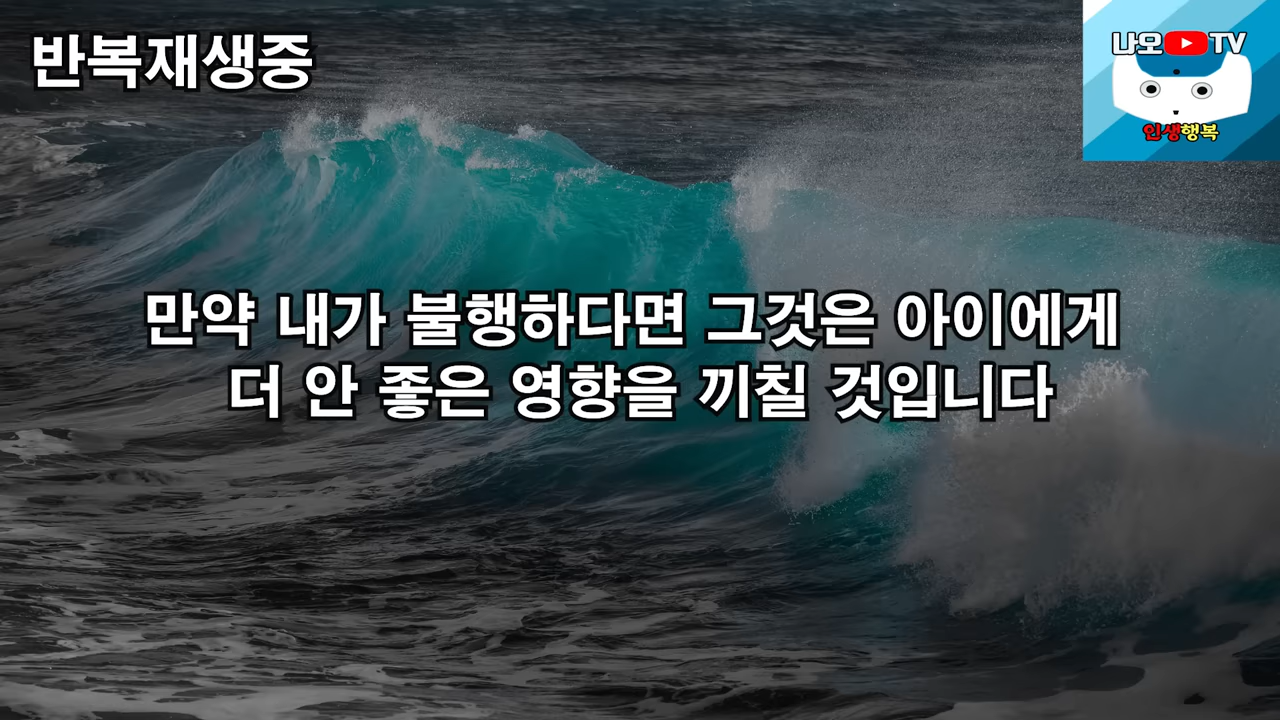 반복재생중
나오 TV
인생행복
만약 내가 불행하다면 그것은 아이에게
더 안 좋은 영향을 끼칠 것입니다